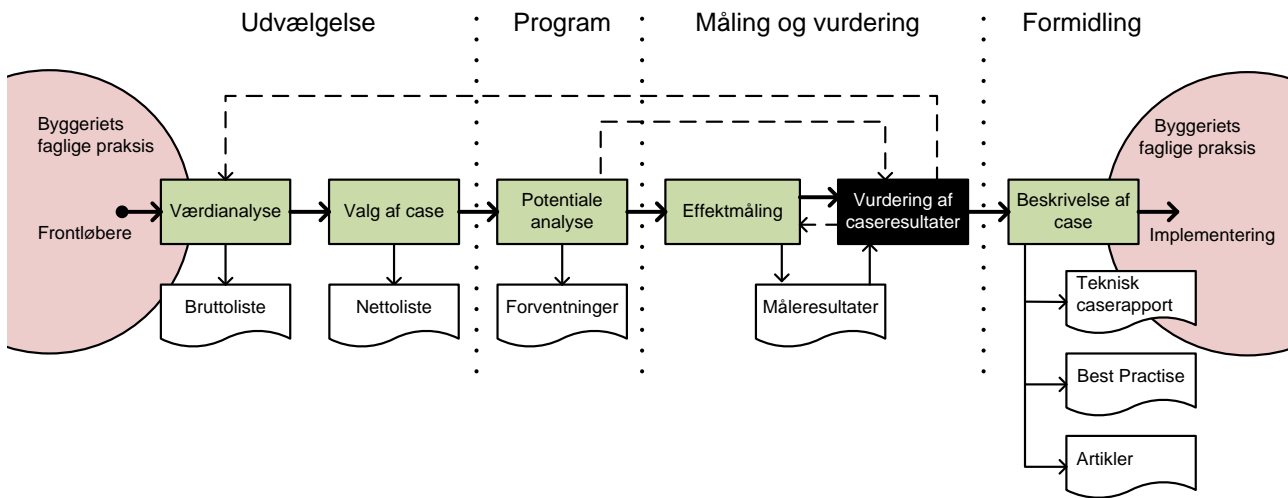 Udvælgelse
Program
Måling og vurdering
Formidling
Byggeriets
faglige praksis
Frontløbere
Værdianalyse
Valg af case
Potentiale
analyse
Effektmåling
Vurdering af
caseresultater
Beskrivelse af
case
Byggeriets
faglige praksis
Implementering
Bruttoliste
Nettoliste
Forventninger
Måleresultater
Teknisk
caserapport
Best Practise
Artikler